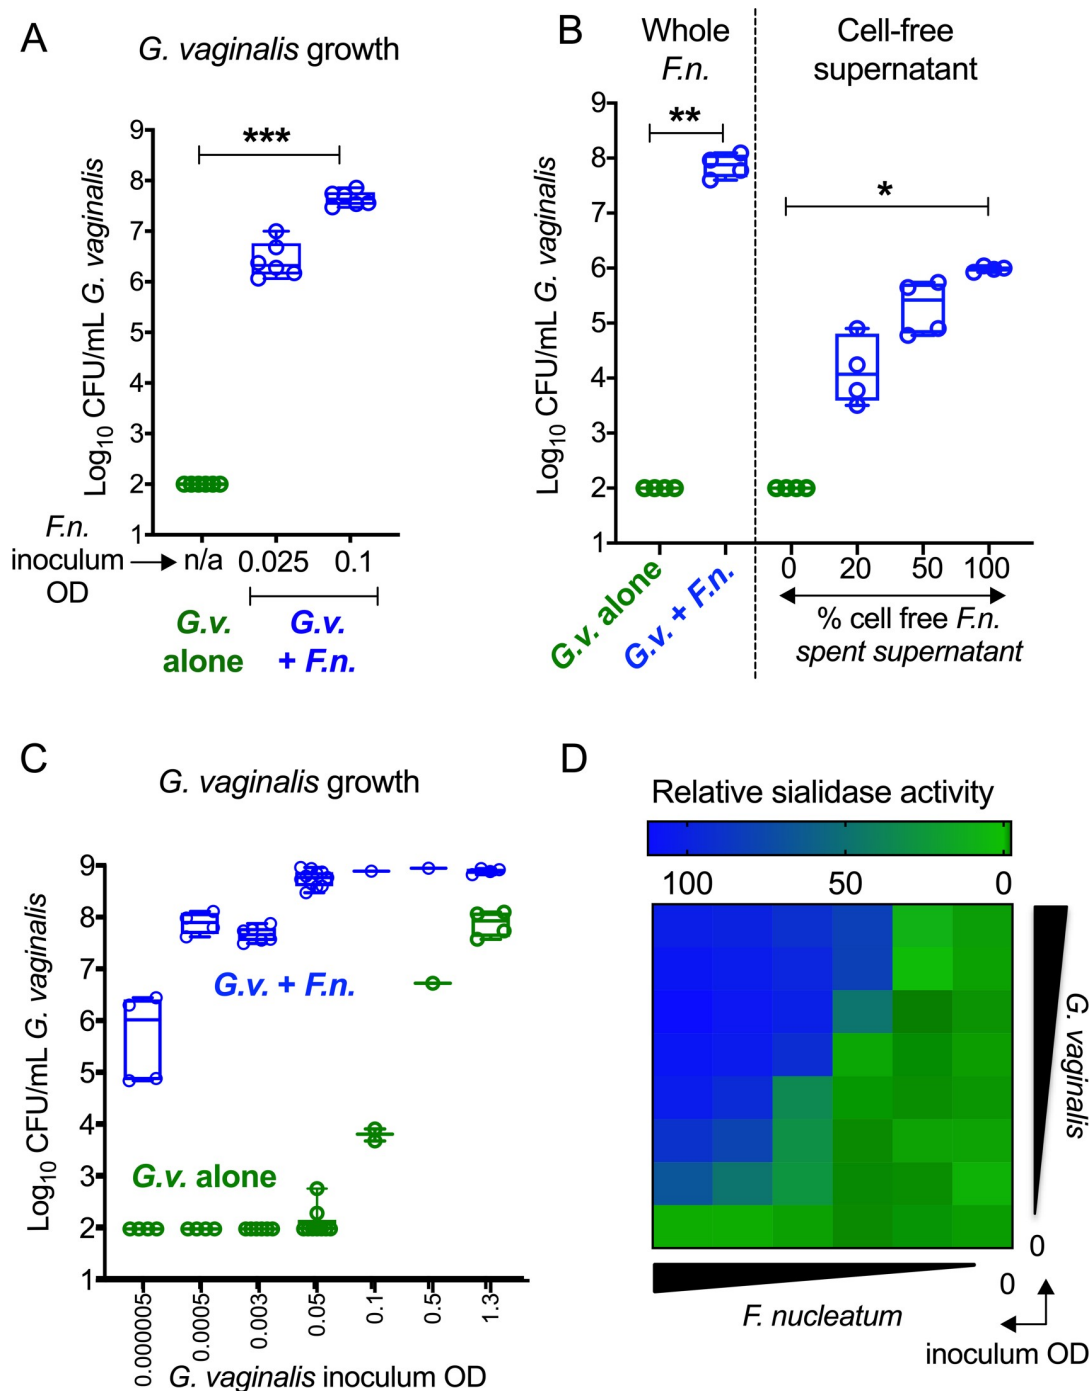 A
G. vaginalis growth
Log10 CFU/mL G. vaginalis
9
8
7
6
5
4
3
2
1
***
F.n.
inoculum
OD
n/a 0.025 0.1
G.v.
alone
G.v.
+ F.n.
B
Whole
F.n.
Cell-free
supernatant
Log10 CFU/mL G. vaginalis
9
8
7
6
5
4
3
2
1
**
*
G.v. alone
G.v. + F.n.
0 20 50 100
% cell free F.n.
spent supernatant
C
G. vaginalis growth
Log10 CFU/mL G. vaginalis
9
8
7
6
5
4
3
2
1
G.v. + F.n.
G.v. alone
0.000005
0.0005
0.003
0.05
0.1
0.5
1.3
G. vaginalis inoculum OD
D
Relative sialidase activity
100 50 0
G. vaginalis
0
0
F. nucleatum
inoculum OD